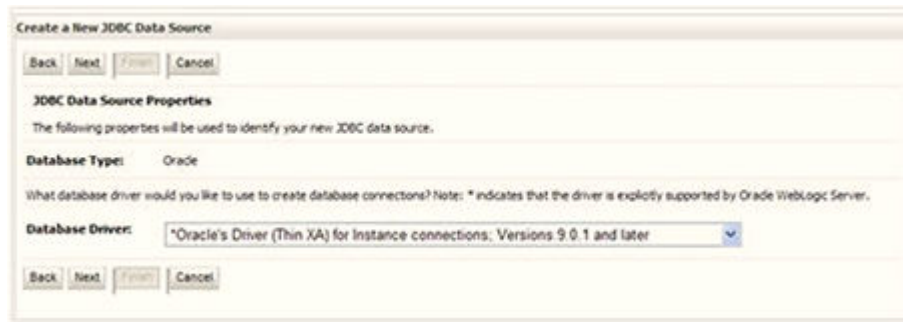 Create a New JDBC Data Source
Back Next Finish Cancel
JDBC Data Source Properties
The following properties will be used to identify your new JDBC data source.
Database Type: Oracle
What database driver would you like to use to create database connections? Note: * indicates that the driver is explicitly supported by Oracle WebLogic Server.
Database Driver: *Oracle's Driver (Thin XA) for Instance connections; Versions 9.0.1 and later
Back Next Finish Cancel